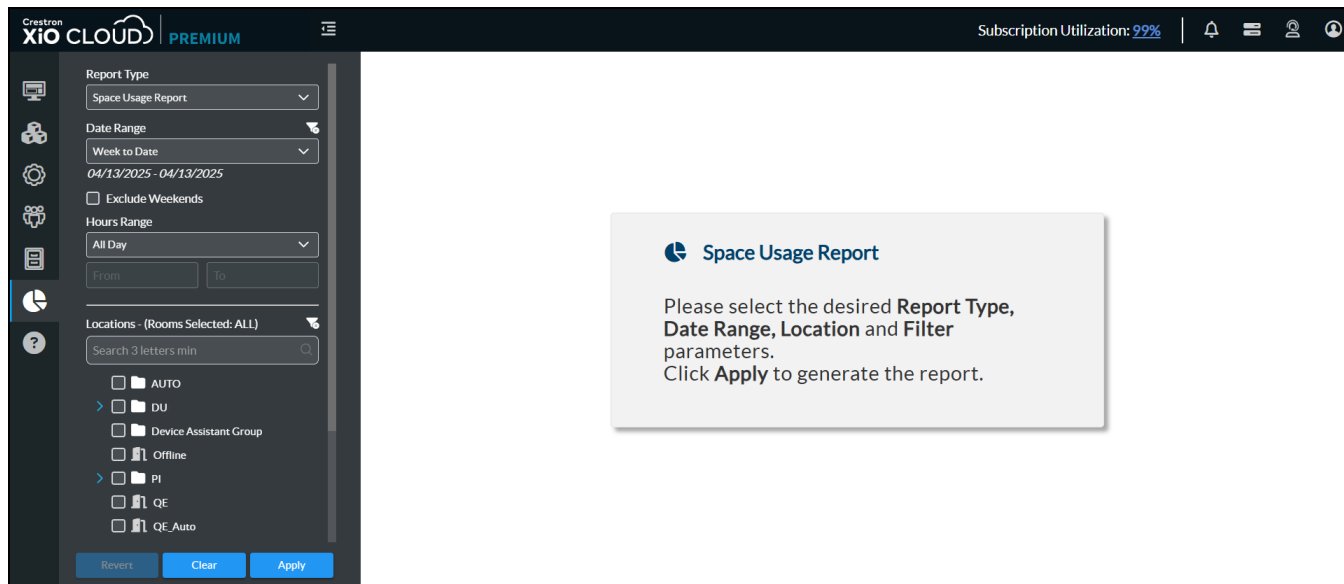 Crestron
XiO CLOUD PREMIUM
Subscription Utilization: 99%
Report Type
Space Usage Report
Date Range
Week to Date
04/13/2025 - 04/13/2025
Exclude Weekends
Hours Range
All Day
From To
Locations - (Rooms Selected: ALL)
Search 3 letters min
AUTO
DU
Device Assistant Group
Offline
PI
QE
QE_Auto
Revert Clear Apply
Space Usage Report
Please select the desired Report Type,
Date Range, Location and Filter
parameters.
Click Apply to generate the report.